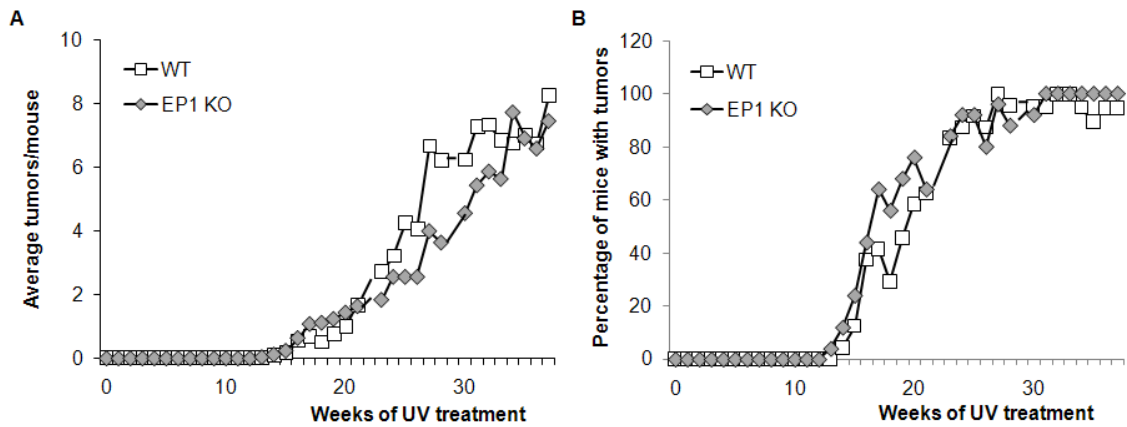 A
Average tumors/mouse
10
8
6
4
2
0
WT
EP1 KO
0 10 20 30
Weeks of UV treatment
B
Percentage of mice with tumors
120
100
80
60
40
20
0
WT
EP1 KO
0 10 20 30
Weeks of UV treatment